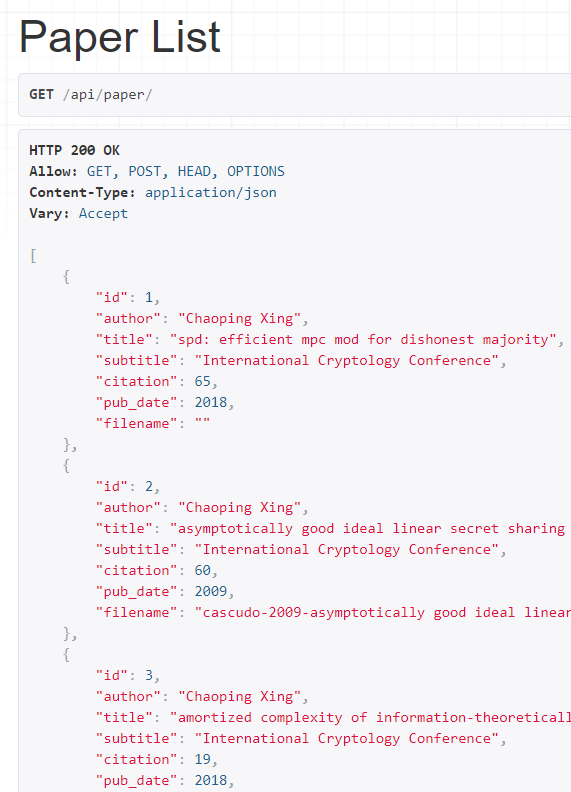 Paper List
GET /api/paper/
HTTP 200 OK
Allow: GET, POST, HEAD, OPTIONS
Content-Type: application/json
Vary: Accept
[
{
"id": 1,
"author": "Chaoping Xing",
"title": "spd: efficient mpc mod for dishonest majority",
"subtitle": "International Cryptology Conference",
"citation": 65,
"pub_date": 2018,
"filename": ""
},
{
"id": 2,
"author": "Chaoping Xing",
"title": "asymptotically good ideal linear secret sharing
"subtitle": "International Cryptology Conference",
"citation": 60,
"pub_date": 2009,
"filename": "cascudo-2009-asymptotically good ideal linear
},
{
"id": 3,
"author": "Chaoping Xing",
"title": "amortized complexity of information-theoreticall
"subtitle": "International Cryptology Conference",
"citation": 19,
"pub_date": 2018,